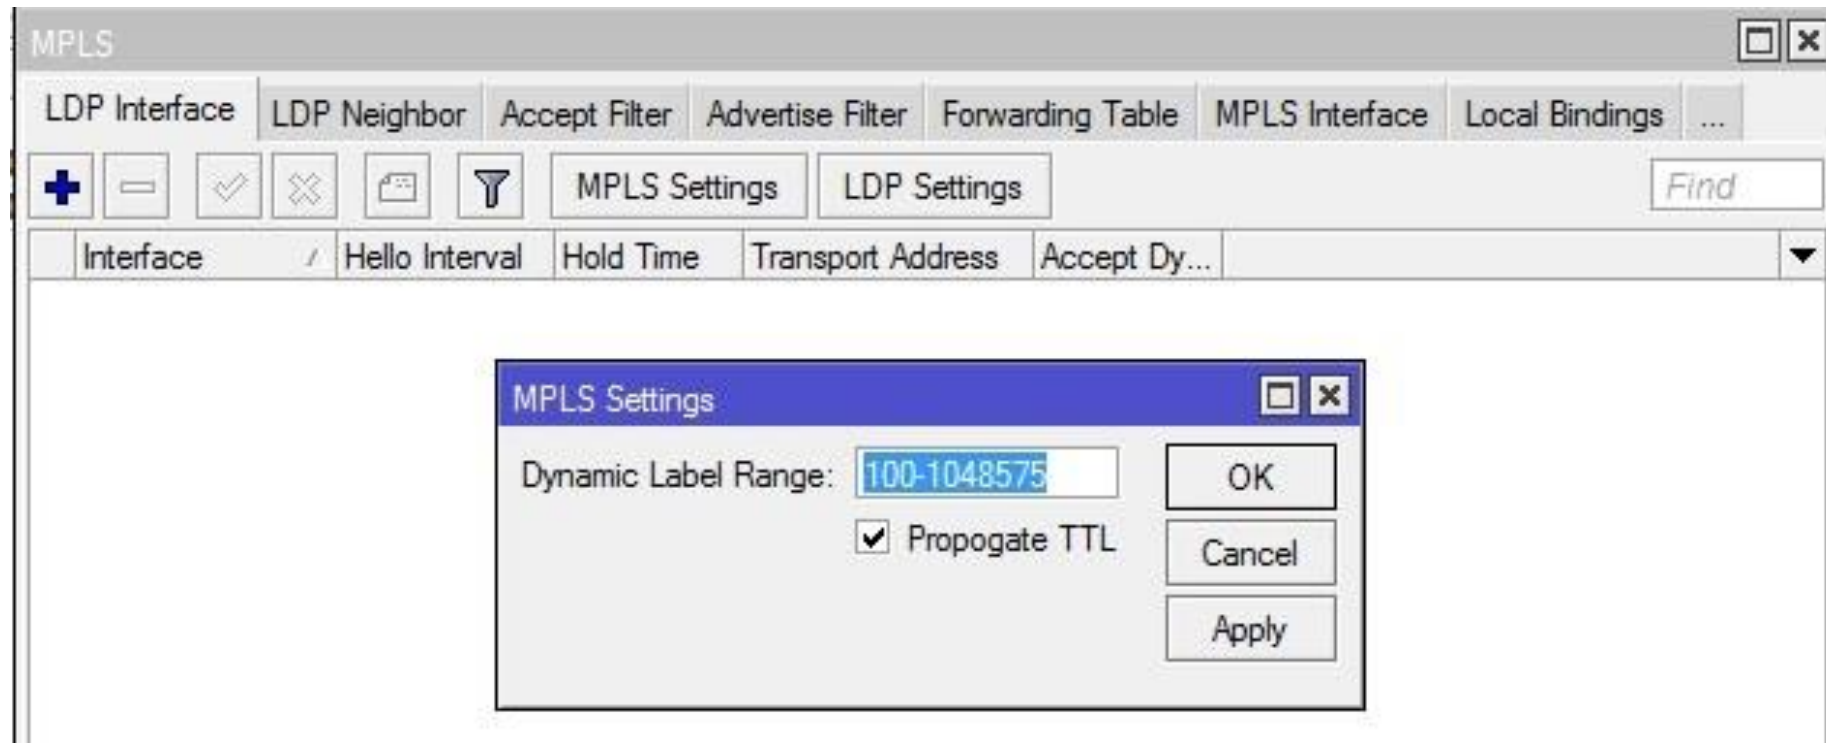 MPLS
LDP Interface LDP Neighbor Accept Filter Advertise Filter Forwarding Table MPLS Interface Local Bindings ...
MPLS Settings LDP Settings Find
Interface / Hello Interval Hold Time Transport Address Accept Dy...
MPLS Settings
Dynamic Label Range: 100-1048575 OK
Propogate TTL Cancel
Apply